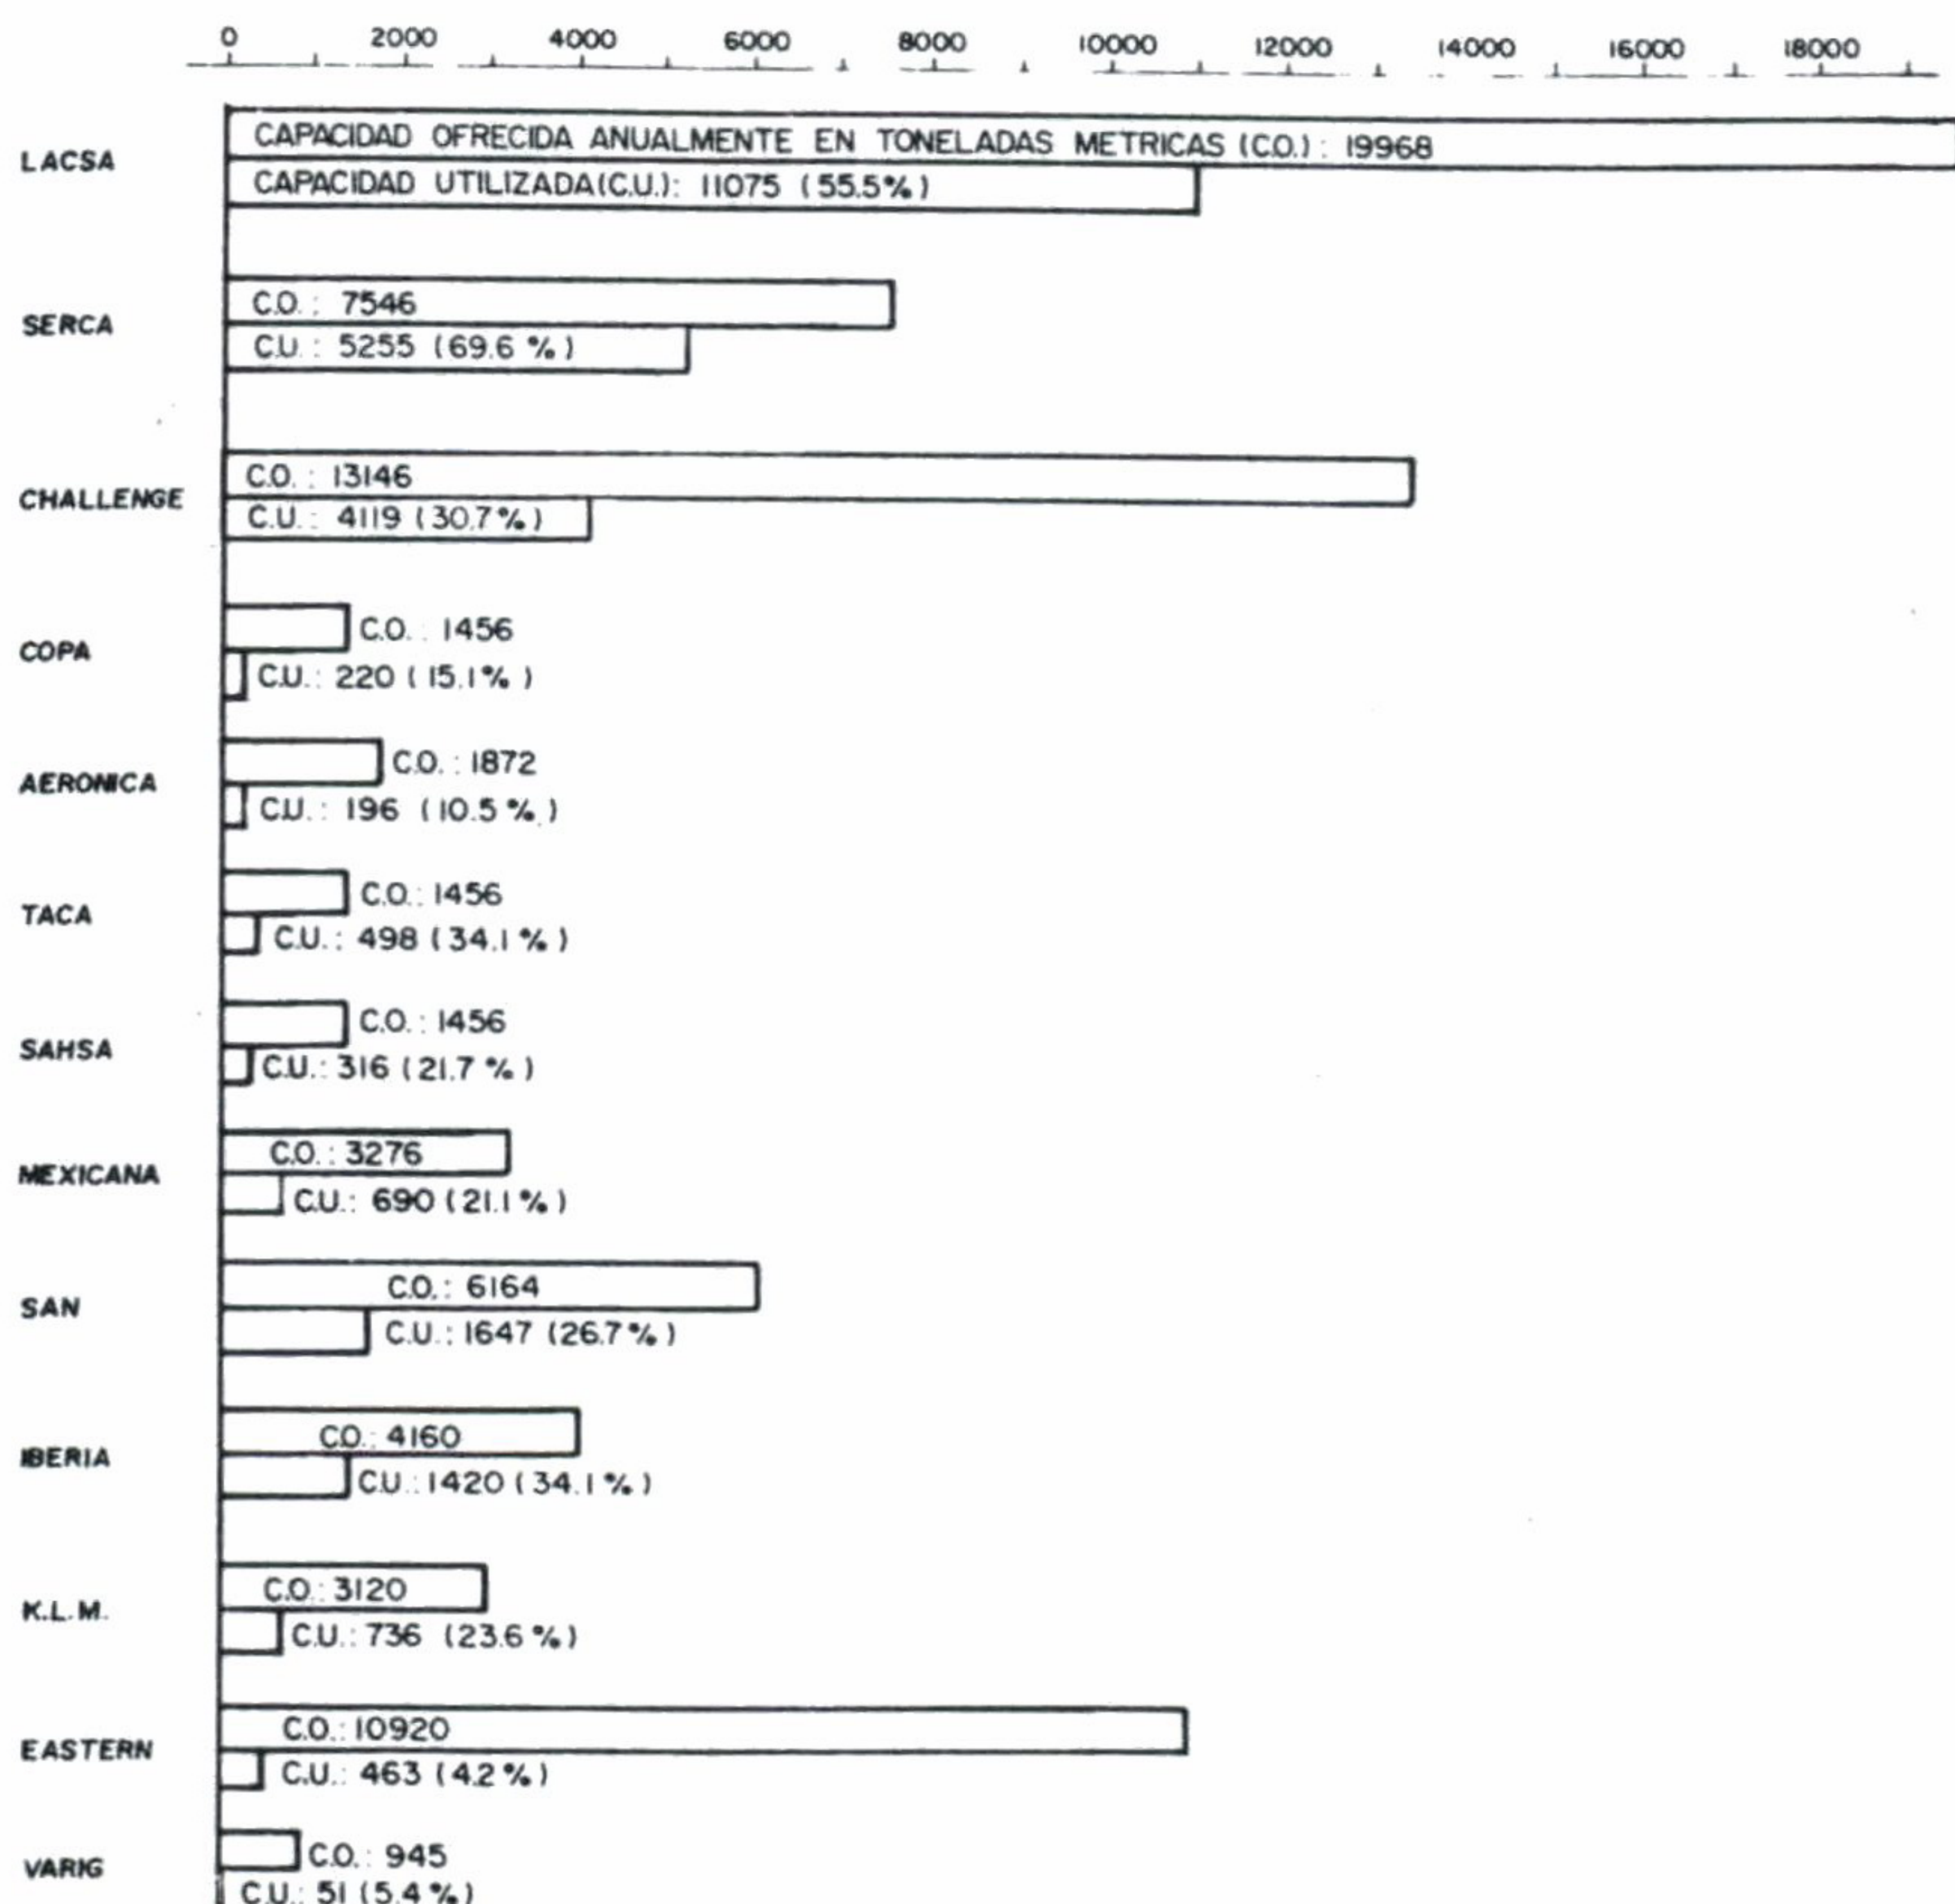 0 2000 4000 6000 8000 10000 12000 14000 16000 18000
CAPACIDAD OFRECIDA ANUALMENTE EN TONELADAS METRICAS (C.O.) : 19968
LACSA
CAPACIDAD UTILIZADA (C.U.) : 11075 (55.5%)
C.O. : 7546
SERCA
C.U. : 5255 (69.6 %)
C.O. : 13146
CHALLENGE
C.U. : 4119 (30.7%)
C.O. : 1456
COPA
C.U. : 220 (15.1%)
C.O. : 1872
AERONICA
C.U. : 196 (10.5 %)
C.O. : 1456
TACA
C.U. : 498 (34.1 %)
C.O. : 1456
SAHSA
C.U. : 316 (21.7 %)
C.O. : 3276
MEXICANA
C.U. : 690 (21.1 %)
C.O. : 6164
SAN
C.U. : 1647 (26.7%)
C.O. : 4160
IBERIA
C.U. : 1420 (34.1 %)
C.O. : 3120
K.L.M.
C.U. : 736 (23.6 %)
C.O. : 10920
EASTERN
C.U. : 463 (4.2 %)
C.O. : 945
VARIG
C.U. : 51 (5.4 %)